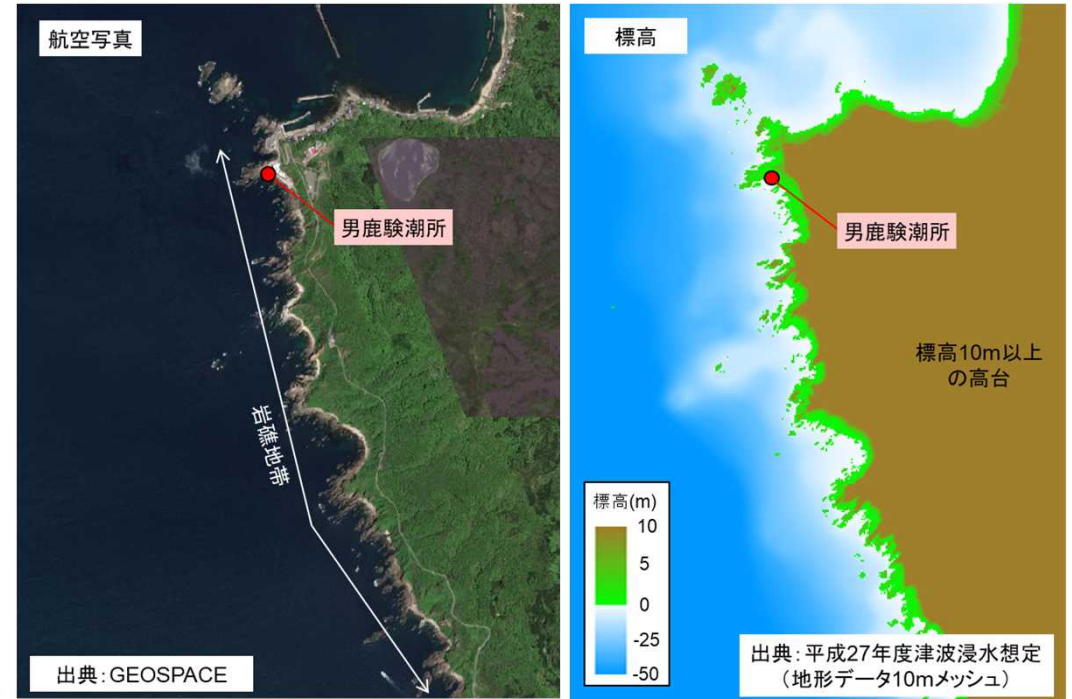 航空写真
男鹿験潮所
岩礁地帯
出典：GEOSPACE
標高
男鹿験潮所
標高10m以上
の高台
標高(m)
10
5
0
-25
-50
出典：平成27年度津波浸水想定
（地形データ10mメッシュ）